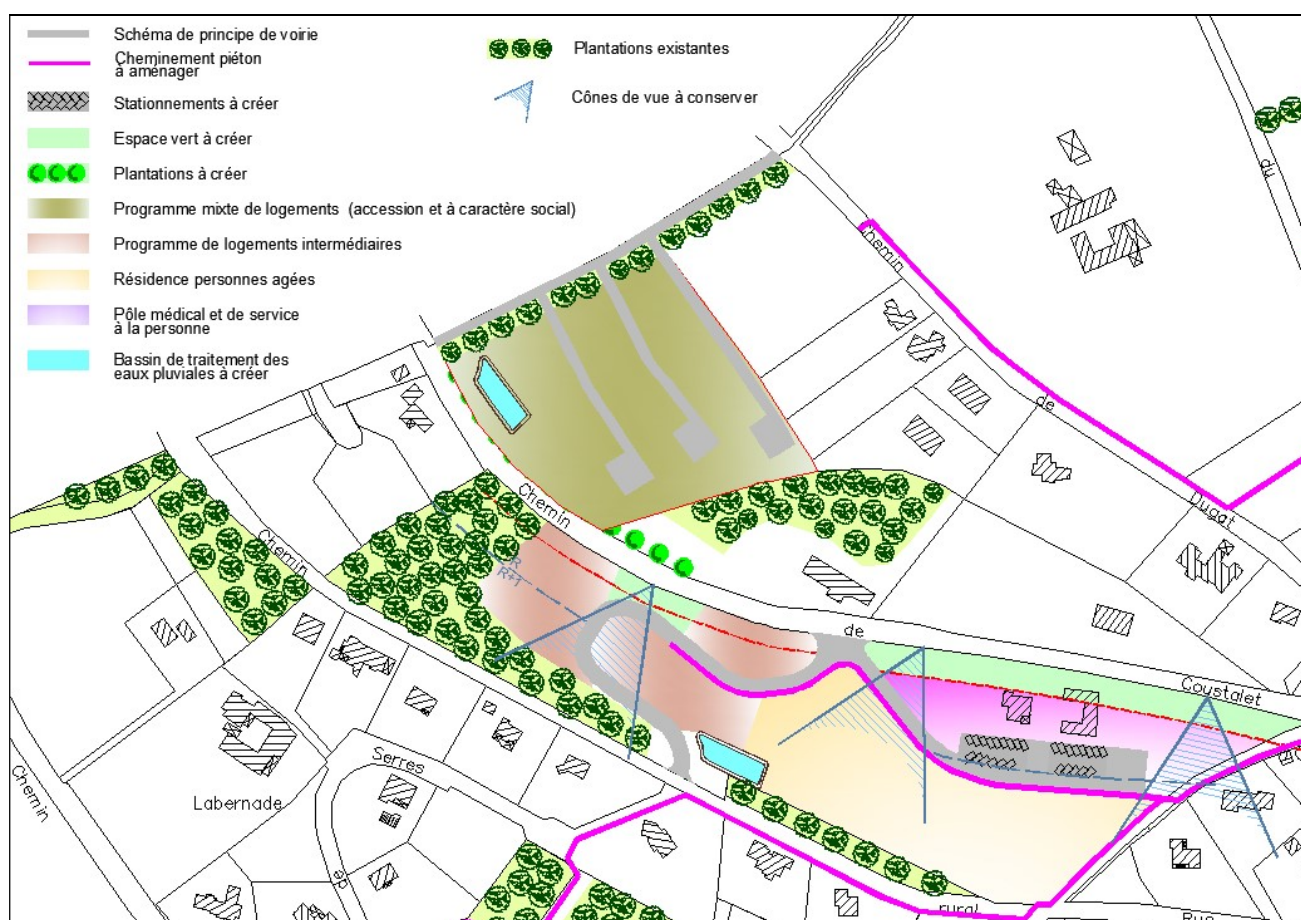 Schéma de principe de voirie
Cheminement piéton
à aménager
Stationnements à créer
Espace vert à créer
Plantations à créer
Programme mixte de logements (accession et à caractère social)
Programme de logements intermédiaires
Résidence personnes agées
Pôle médical et de service
à la personne
Bassin de traitement des
eaux pluviales à créer
Plantations existantes
Cônes de vue à conserver
du
Chemin
de
Dugat
Chemin
de
Coustalet
Chemin
R
R+1
Serres
de
Labernade
Chemin
rural
Rue